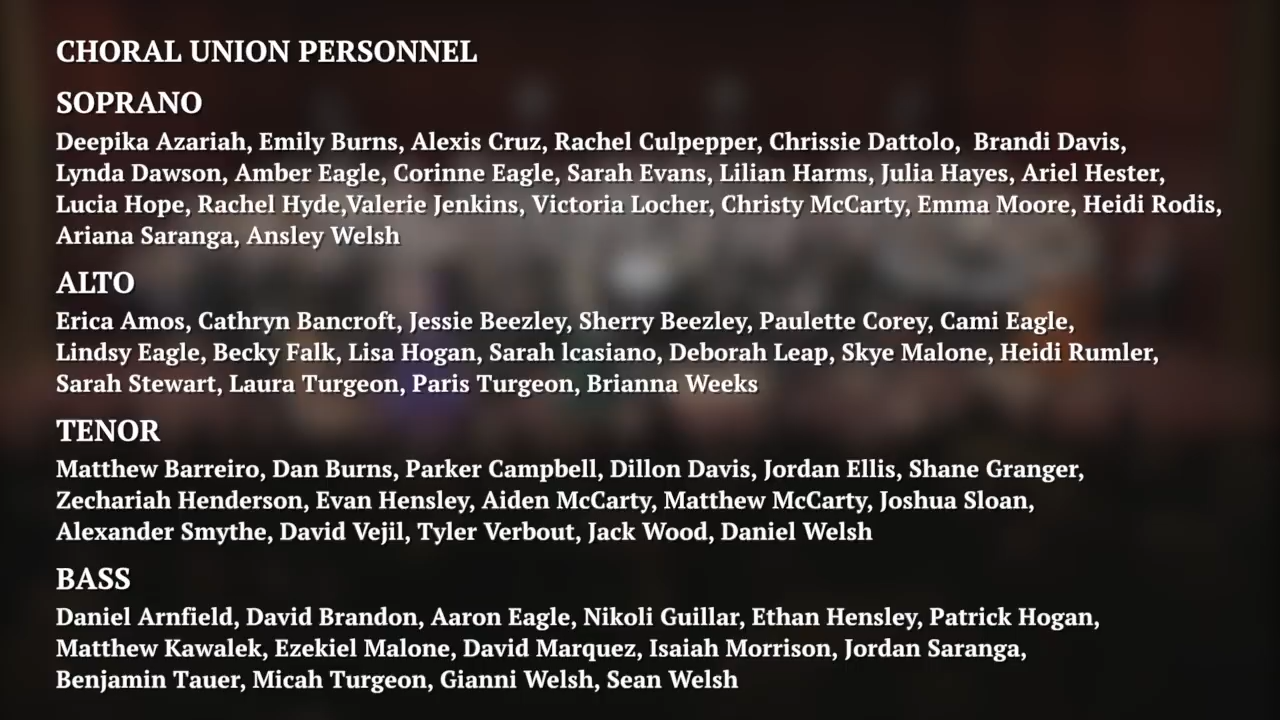 CHORAL UNION PERSONNEL
SOPRANO
Deepika Azariah, Emily Burns, Alexis Cruz, Rachel Culpepper, Chrissie Dattolo,  Brandi Davis,
Lynda Dawson, Amber Eagle, Corinne Eagle, Sarah Evans, Lilian Harms, Julia Hayes, Ariel Hester,
Lucia Hope, Rachel Hyde,Valerie Jenkins, Victoria Locher, Christy McCarty, Emma Moore, Heidi Rodis,
Ariana Saranga, Ansley Welsh
ALTO
Erica Amos, Cathryn Bancroft, Jessie Beezley, Sherry Beezley, Paulette Corey, Cami Eagle,
Lindsy Eagle, Becky Falk, Lisa Hogan, Sarah lcasiano, Deborah Leap, Skye Malone, Heidi Rumler,
Sarah Stewart, Laura Turgeon, Paris Turgeon, Brianna Weeks
TENOR
Matthew Barreiro, Dan Burns, Parker Campbell, Dillon Davis, Jordan Ellis, Shane Granger,
Zechariah Henderson, Evan Hensley, Aiden McCarty, Matthew McCarty, Joshua Sloan,
Alexander Smythe, David Vejil, Tyler Verbout, Jack Wood, Daniel Welsh
BASS
Daniel Arnfield, David Brandon, Aaron Eagle, Nikoli Guillar, Ethan Hensley, Patrick Hogan,
Matthew Kawalek, Ezekiel Malone, David Marquez, Isaiah Morrison, Jordan Saranga,
Benjamin Tauer, Micah Turgeon, Gianni Welsh, Sean Welsh